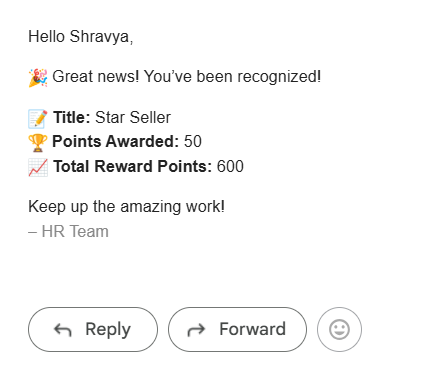 Hello Shravya,
🎉 Great news! You’ve been recognized!
📝 Title: Star Seller
🏆 Points Awarded: 50
📈 Total Reward Points: 600
Keep up the amazing work!
– HR Team
Reply
Forward